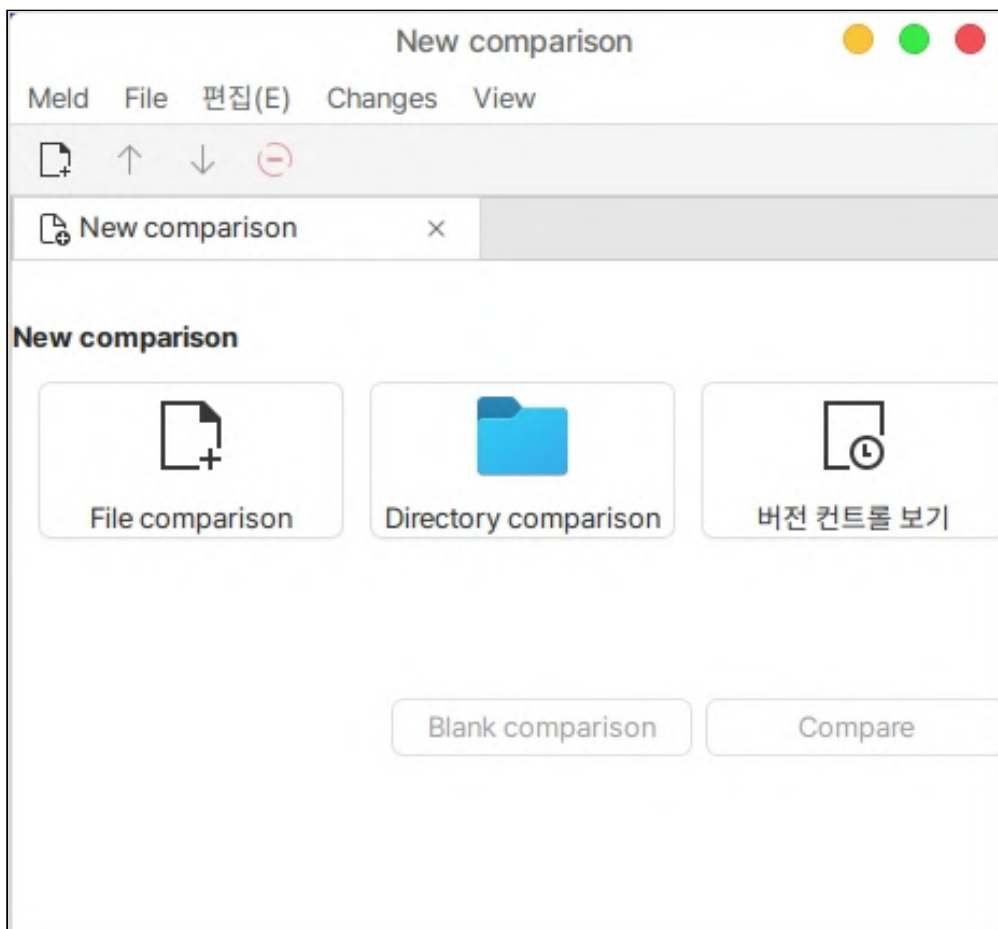 New comparison
Meld File 편집(E) Changes View
New comparison
New comparison
File comparison Directory comparison 버전 컨트롤 보기
Blank comparison Compare